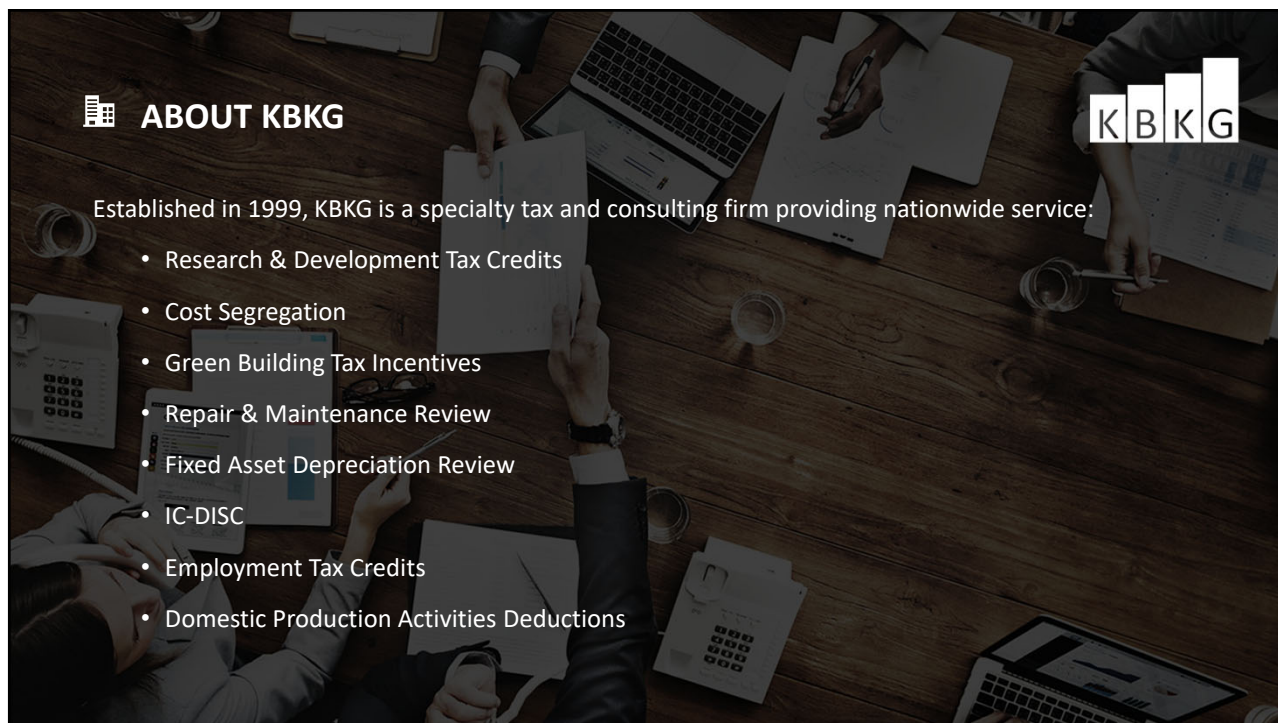 ABOUT KBKG
KBKG
Established in 1999, KBKG is a specialty tax and consulting firm providing nationwide service:
• Research & Development Tax Credits
• Cost Segregation
• Green Building Tax Incentives
• Repair & Maintenance Review
• Fixed Asset Depreciation Review
• IC-DISC
• Employment Tax Credits
• Domestic Production Activities Deductions